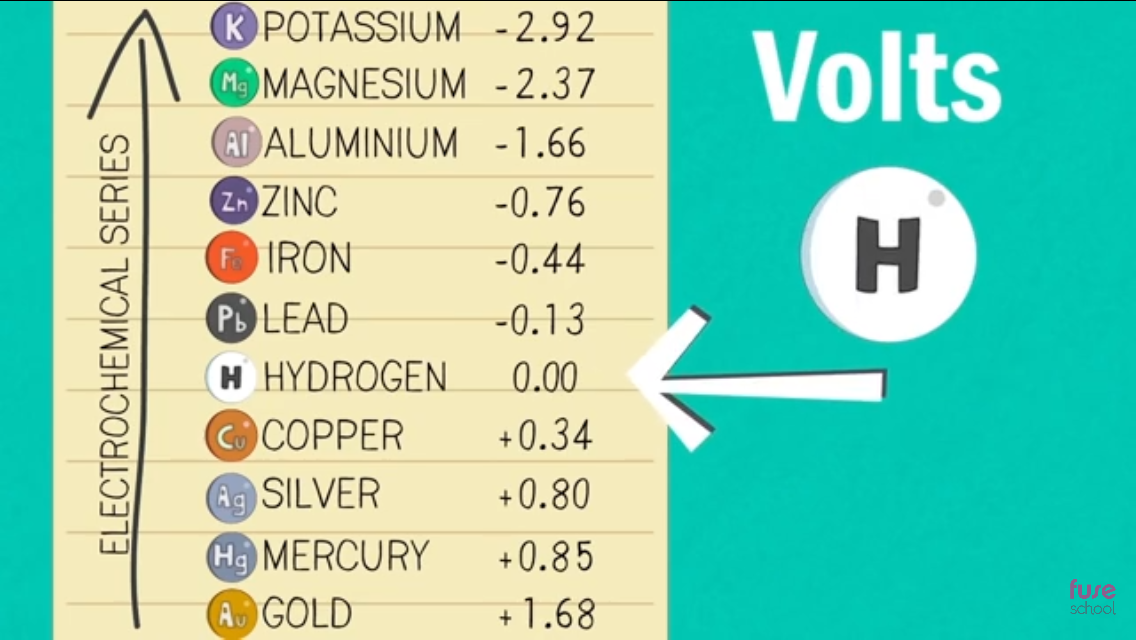 ELECTROCHEMICAL SERIES
K POTASSIUM -2.92
Mg MAGNESIUM -2.37
Al ALUMINIUM -1.66
Zn ZINC -0.76
Fe IRON -0.44
Pb LEAD -0.13
H HYDROGEN 0.00
Cu COPPER +0.34
Ag SILVER +0.80
Hg MERCURY +0.85
Au GOLD +1.68
Volts
H
fuse
school